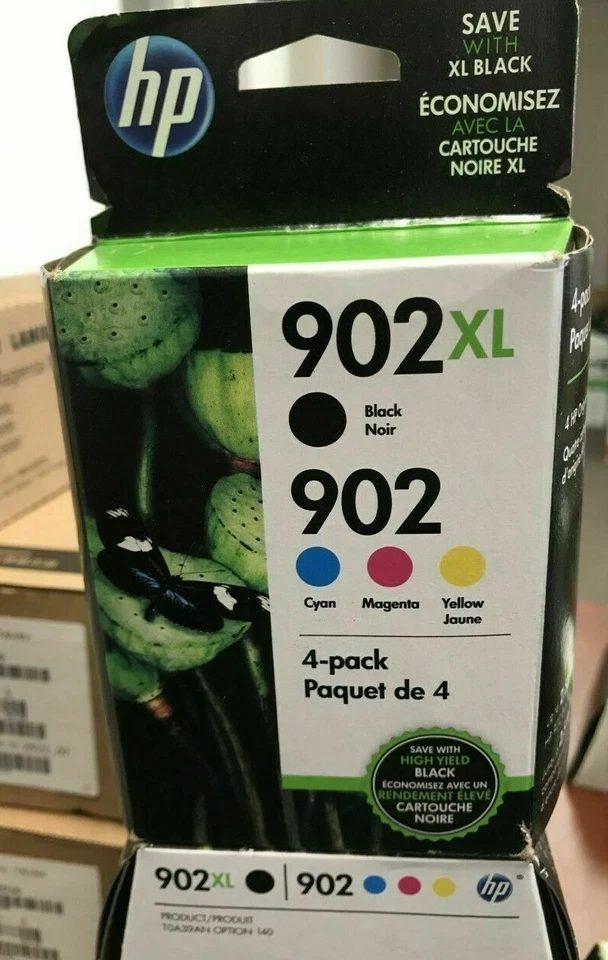 hp
SAVE
WITH
XL BLACK
ÉCONOMISEZ
AVEC LA
CARTOUCHE
NOIRE XL
902XL
Black
Noir
902
Cyan
Magenta
Yellow
Jaune
4-pack
Paquet de 4
SAVE WITH
HIGH YIELD
BLACK
ÉCONOMISEZ AVEC UN
RENDEMENT ÉLEVÉ
CARTOUCHE
NOIRE
902XL 902 hp
PRODUCT/PRODUIT
T0A39AN OPTION 140